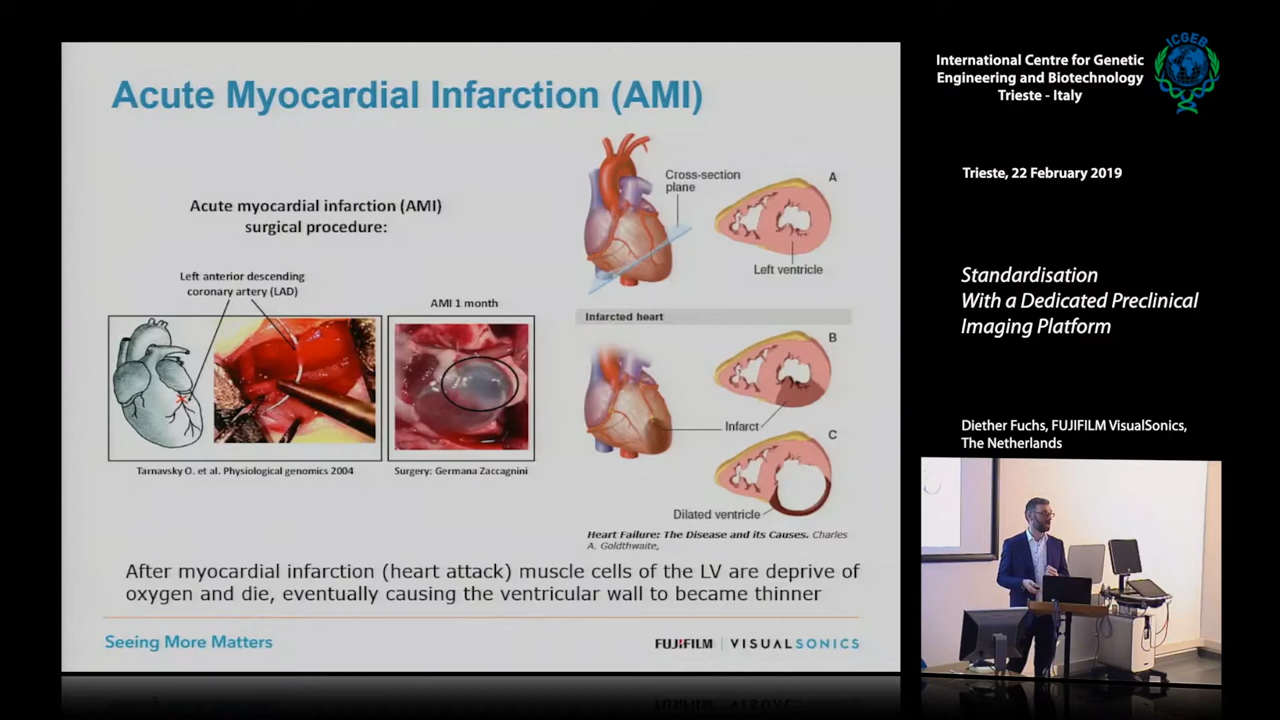 Acute Myocardial Infarction (AMI)
Acute myocardial infarction (AMI)
surgical procedure:
Left anterior descending
coronary artery (LAD)
AMI 1 month
Tarnavsky O. et al. Physiological genomics 2004
Surgery: Germana Zaccagnini
Cross-section
plane
A
Left ventricle
Infarcted heart
B
Infarct
C
Dilated ventricle
Heart Failure: The Disease and its Causes. Charles
A. Goldthwaite,
After myocardial infarction (heart attack) muscle cells of the LV are deprive of
oxygen and die, eventually causing the ventricular wall to became thinner
Seeing More Matters
FUJIFILM | VISUALSONICS
International Centre for Genetic
Engineering and Biotechnology
Trieste - Italy
ICGEB
Trieste, 22 February 2019
Standardisation
With a Dedicated Preclinical
Imaging Platform
Diether Fuchs, FUJIFILM VisualSonics,
The Netherlands